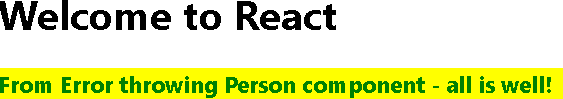 Welcome to React
From Error throwing Person component - all is well!